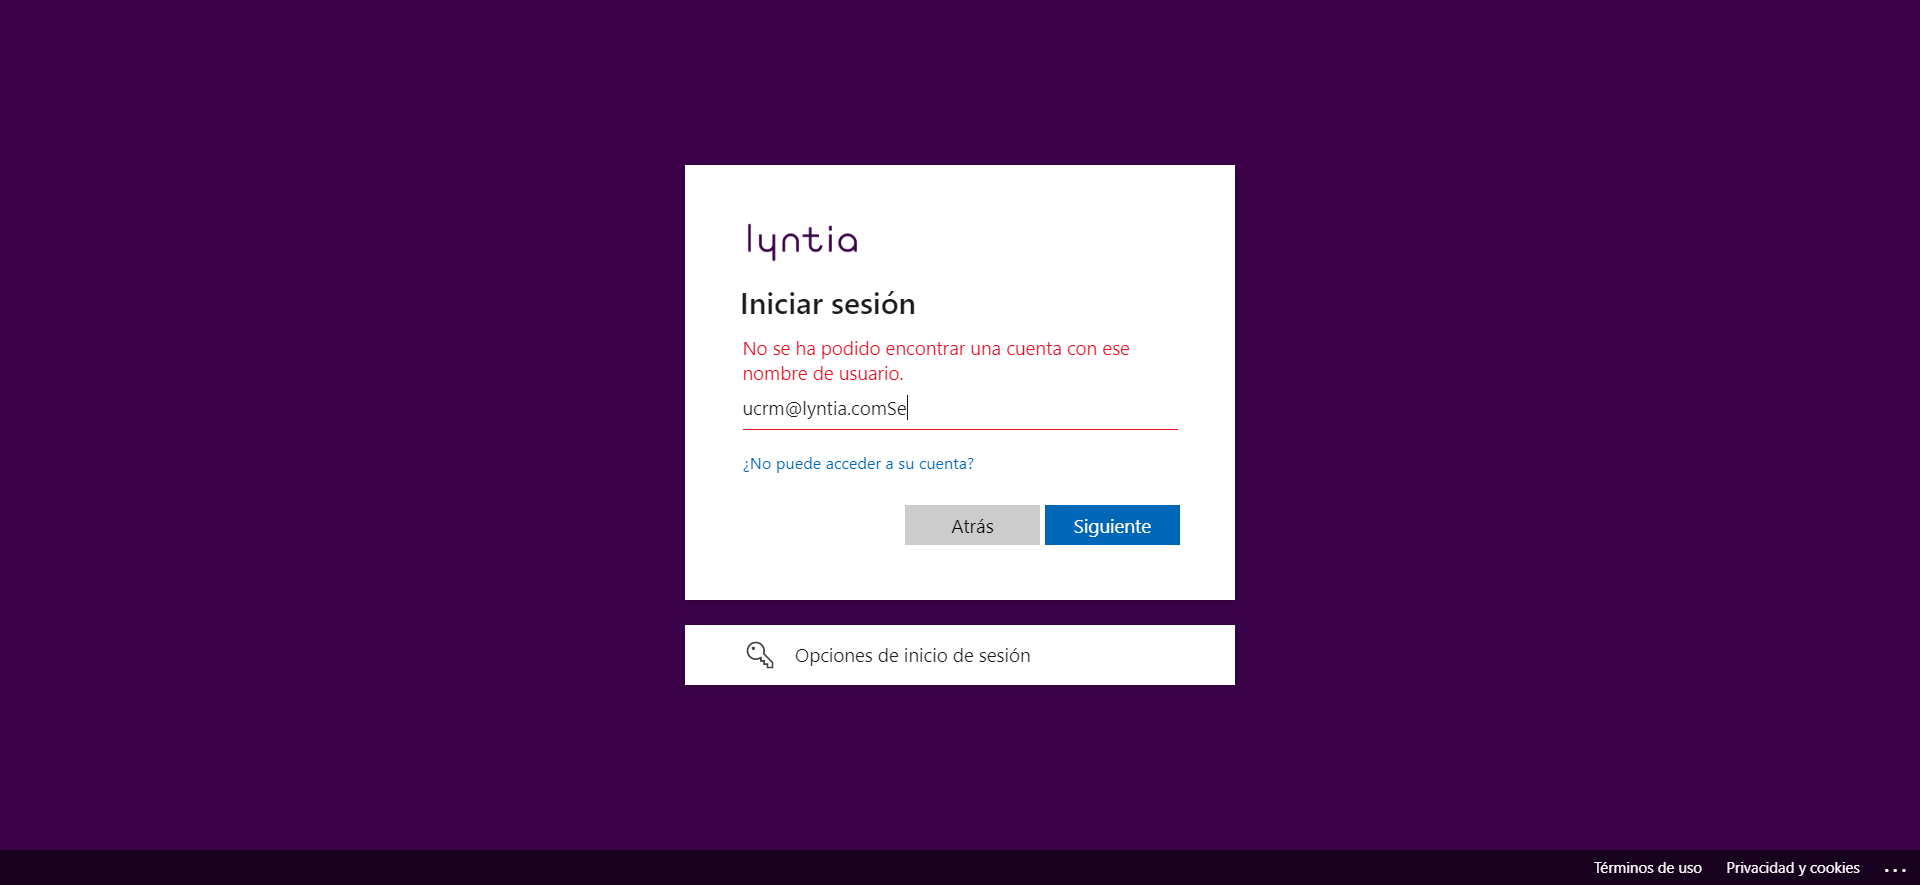 lyntia
Iniciar sesión
No se ha podido encontrar una cuenta con ese
nombre de usuario.
ucrm@lyntia.comSe
¿No puede acceder a su cuenta?
Atrás Siguiente
Opciones de inicio de sesión
Términos de uso Privacidad y cookies ...